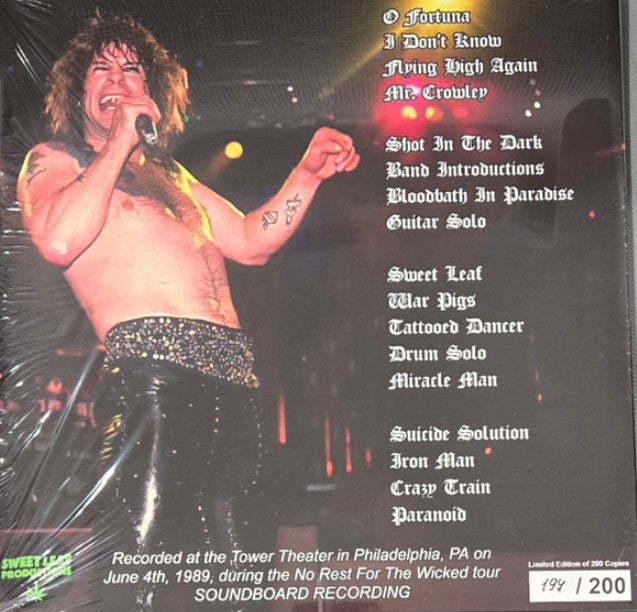 O Fortuna
I Don't Know
Flying High Again
Mr. Crowley
Shot In The Dark
Band Introductions
Bloodbath In Paradise
Guitar Solo
Sweet Leaf
War Pigs
Tattooed Dancer
Drum Solo
Miracle Man
Suicide Solution
Iron Man
Crazy Train
Paranoid
SWEET LEAF
PRODUCTIONS
Recorded at the Tower Theater in Philadelphia, PA on
June 4th, 1989, during the No Rest For The Wicked tour
SOUNDBOARD RECORDING
Limited Edition of 200 Copies
194 / 200